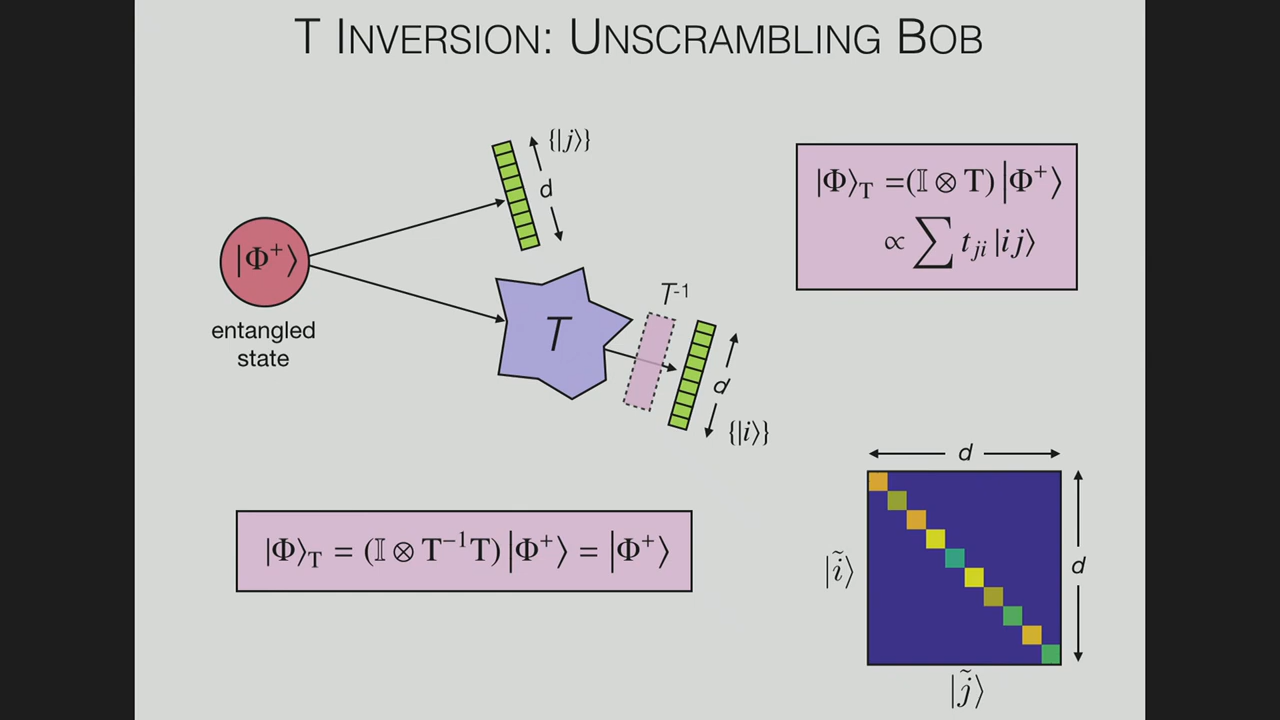 T INVERSION: UNSCRAMBLING BOB
{|j⟩}
d
|Φ⁺⟩
entangled
state
T
T⁻¹
d
{|i⟩}
|Φ⟩_T =(𝕀 ⊗ T) |Φ⁺⟩
∝ ∑ t_ji |ij⟩
|Φ⟩_T = (𝕀 ⊗ T⁻¹T) |Φ⁺⟩ = |Φ⁺⟩
d
|ĩ⟩
d
|j̃⟩